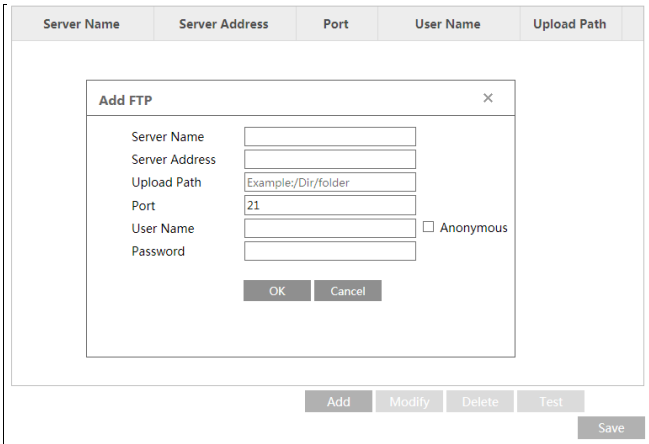 Server Name Server Address Port User Name Upload Path
Add FTP ×
Server Name
Server Address
Upload Path Example:/Dir/folder
Port 21
User Name Anonymous
Password
OK Cancel
Add Modify Delete Test
Save